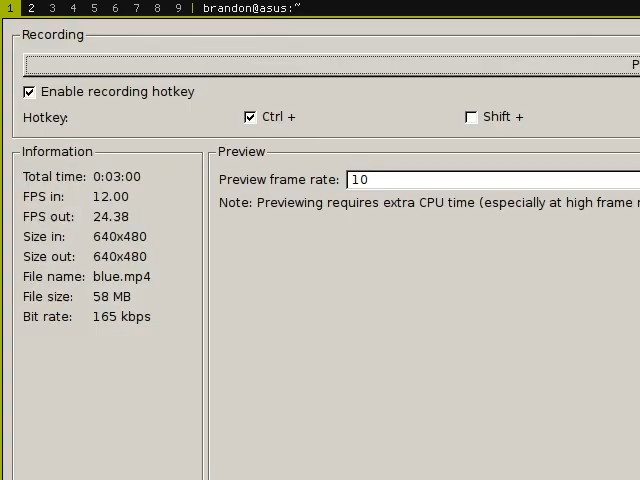 1 2 3 4 5 6 7 8 9 | brandon@asus:~
Recording
P
Enable recording hotkey
Hotkey: Ctrl + Shift +
Information
Total time: 0:03:00
FPS in: 12.00
FPS out: 24.38
Size in: 640x480
Size out: 640x480
File name: blue.mp4
File size: 58 MB
Bit rate: 165 kbps
Preview
Preview frame rate: 10
Note: Previewing requires extra CPU time (especially at high frame